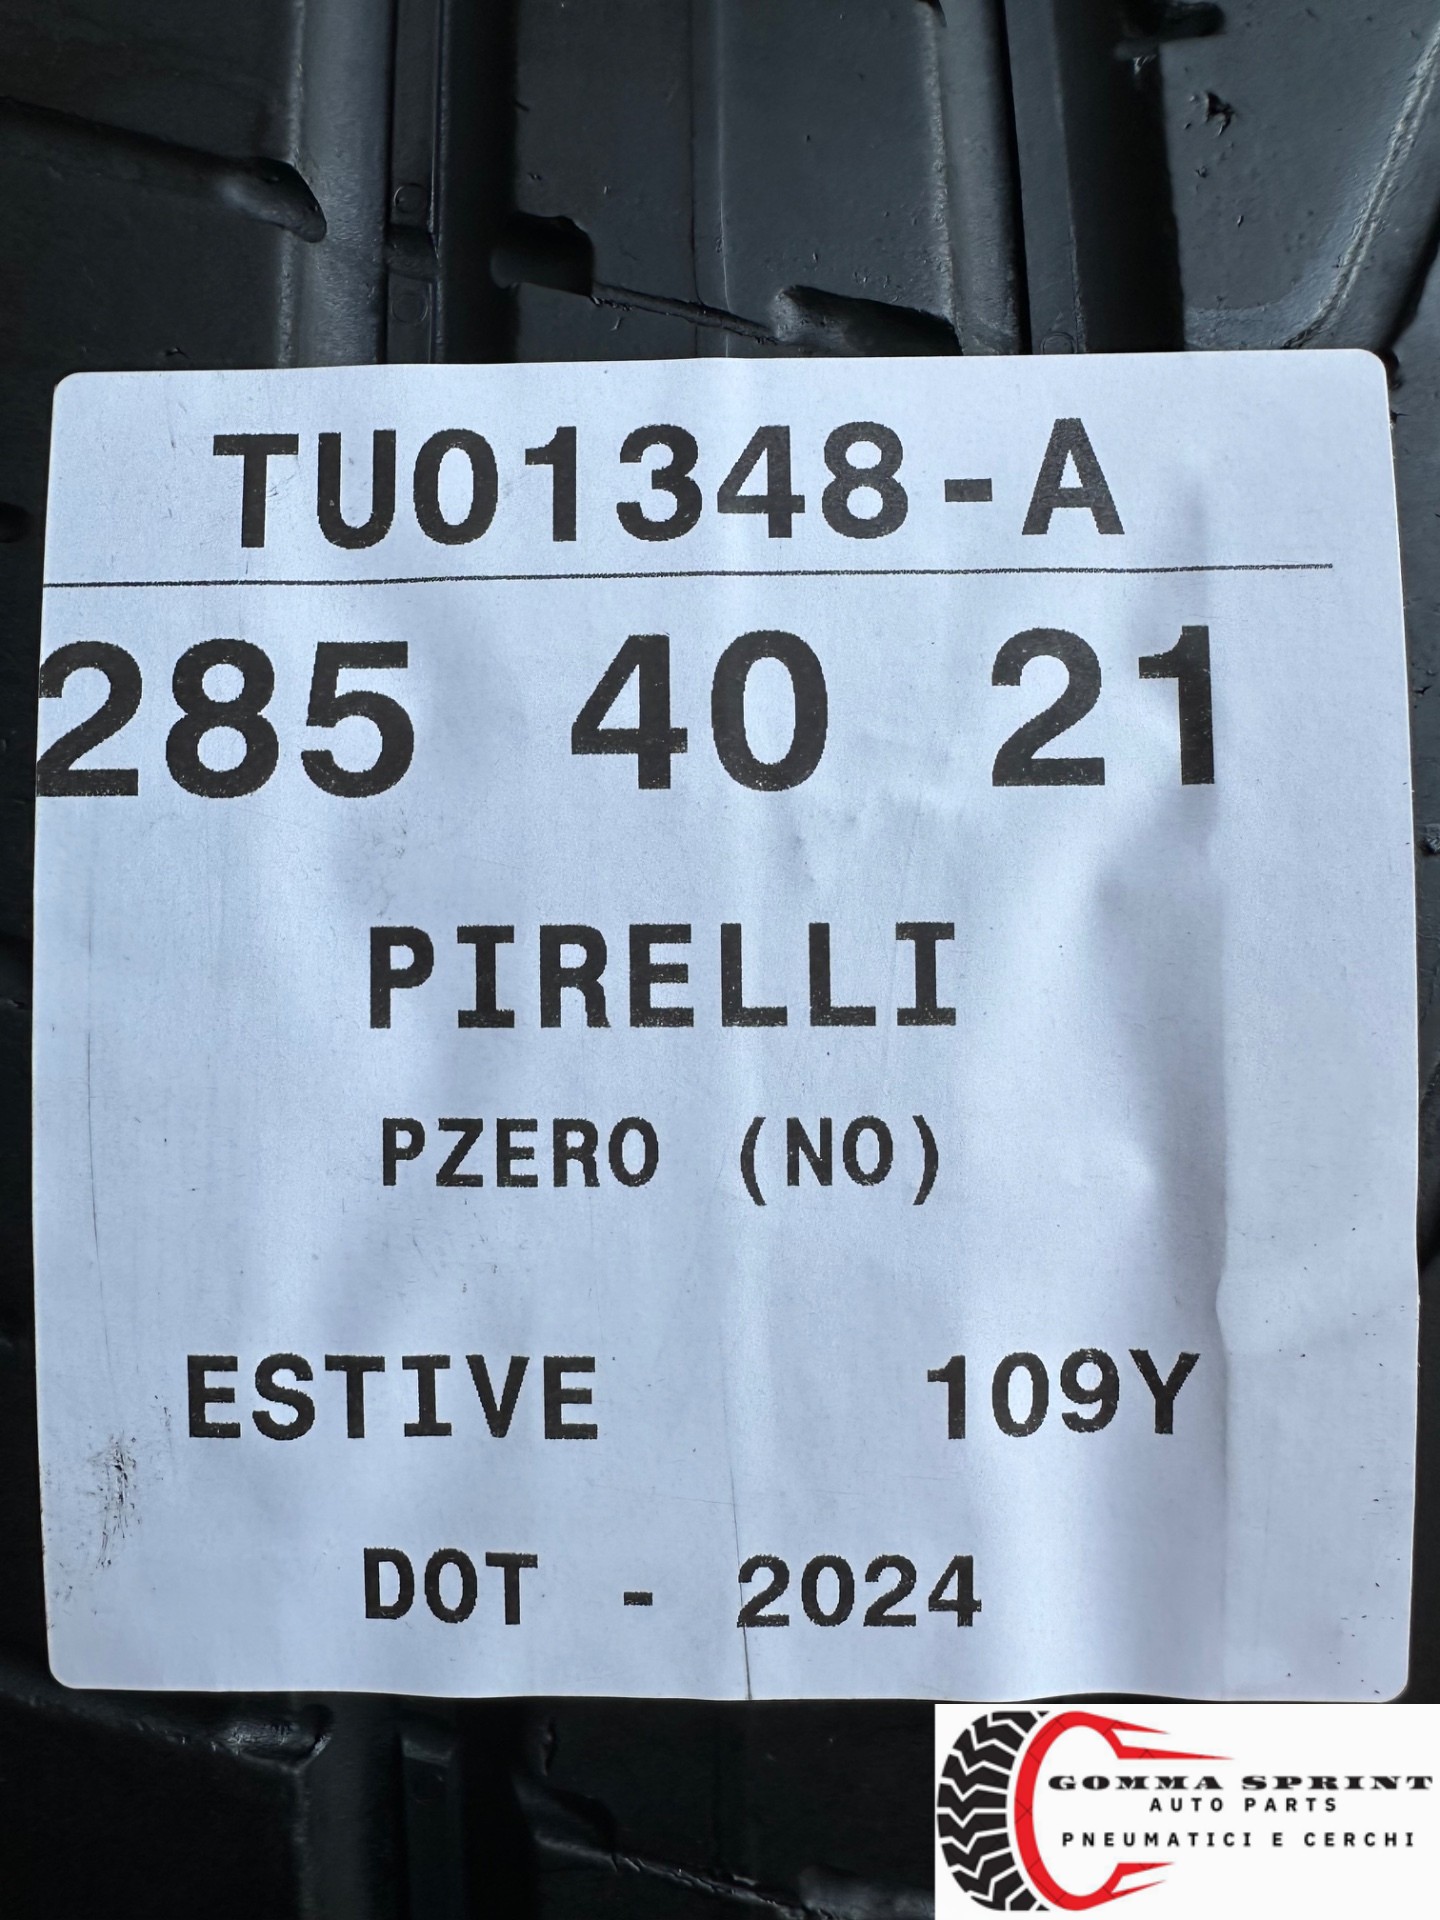 TU01348-A
285 40 21
PIRELLI
PZERO (NO)
ESTIVE 109Y
DOT - 2024
GOMMA SPRINT
AUTO PARTS
PNEUMATICI E CERCHI